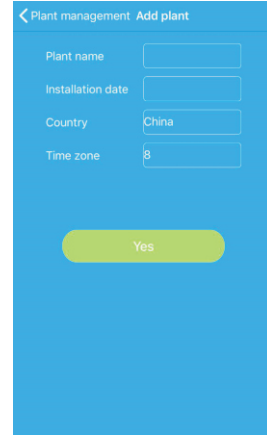 Plant management Add plant
Plant name
Installation date
Country China
Time zone 8
Yes